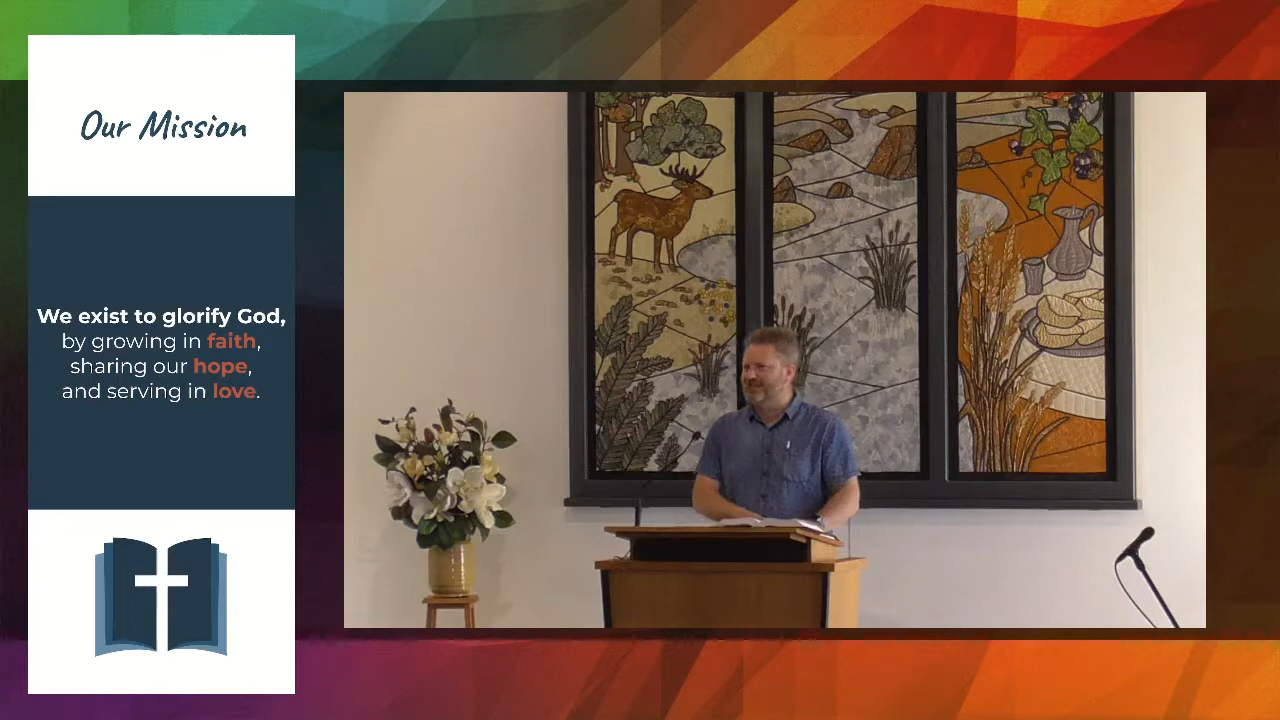 Our Mission
We exist to glorify God,
by growing in faith,
sharing our hope,
and serving in love.